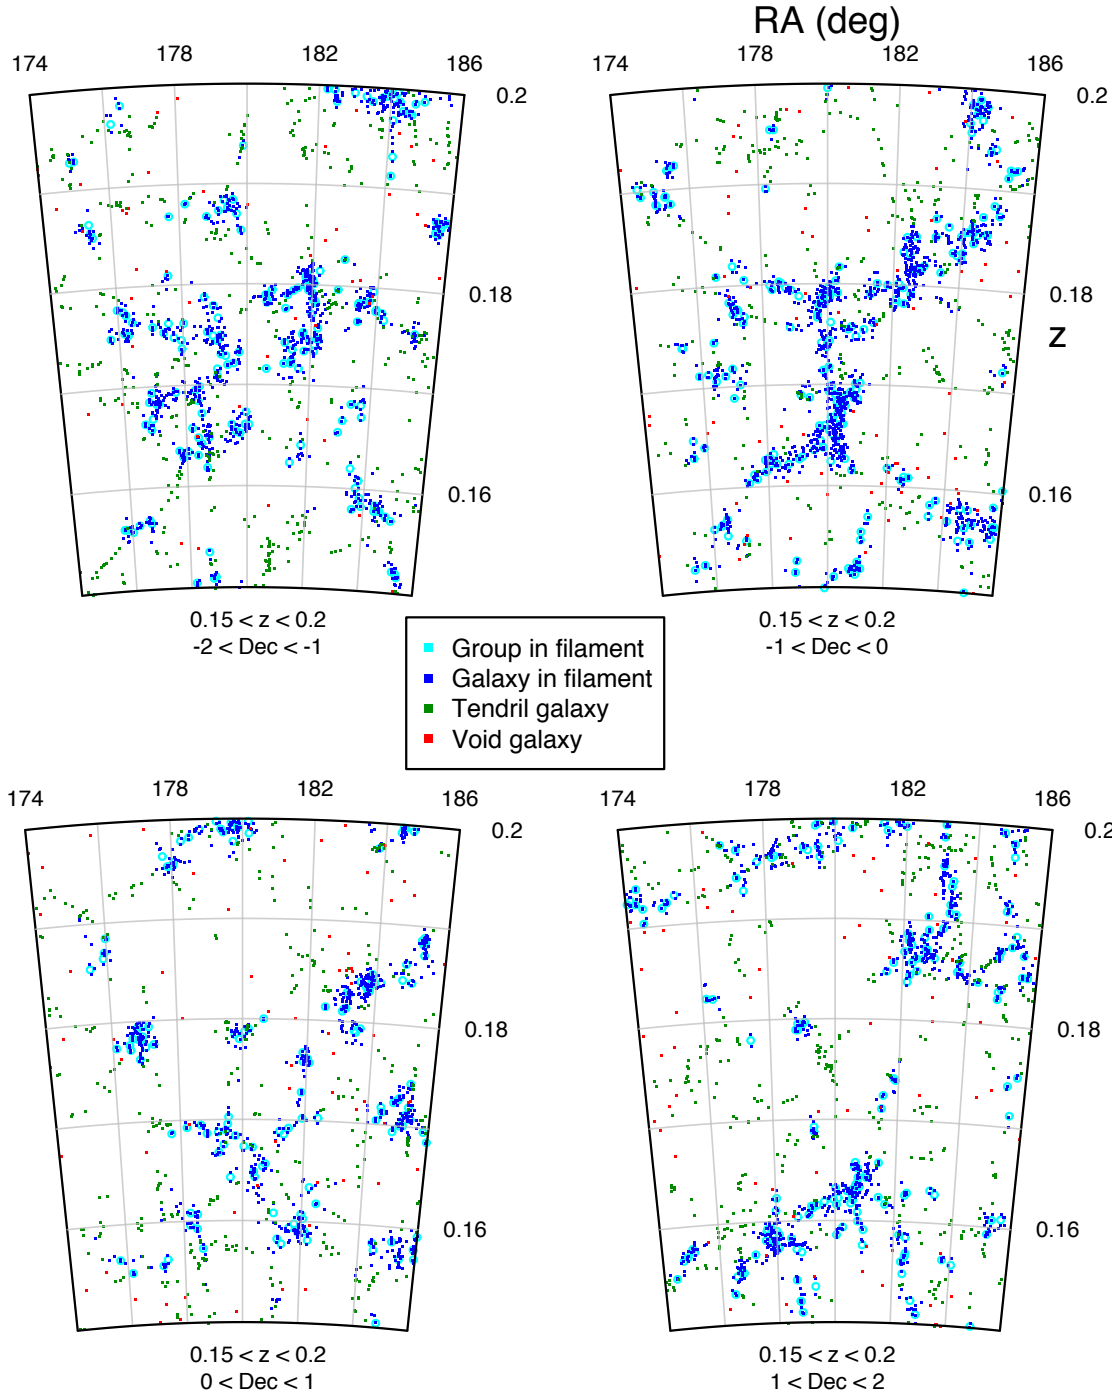 RA (deg)
174 178 182 186
174 178 182 186
0.2
0.2
0.18
0.18
z
0.16
0.16
0.15 < z < 0.2
-2 < Dec < -1
0.15 < z < 0.2
-1 < Dec < 0
Group in filament
Galaxy in filament
Tendril galaxy
Void galaxy
174 178 182 186
174 178 182 186
0.2
0.2
0.18
0.18
0.16
0.16
0.15 < z < 0.2
0 < Dec < 1
0.15 < z < 0.2
1 < Dec < 2